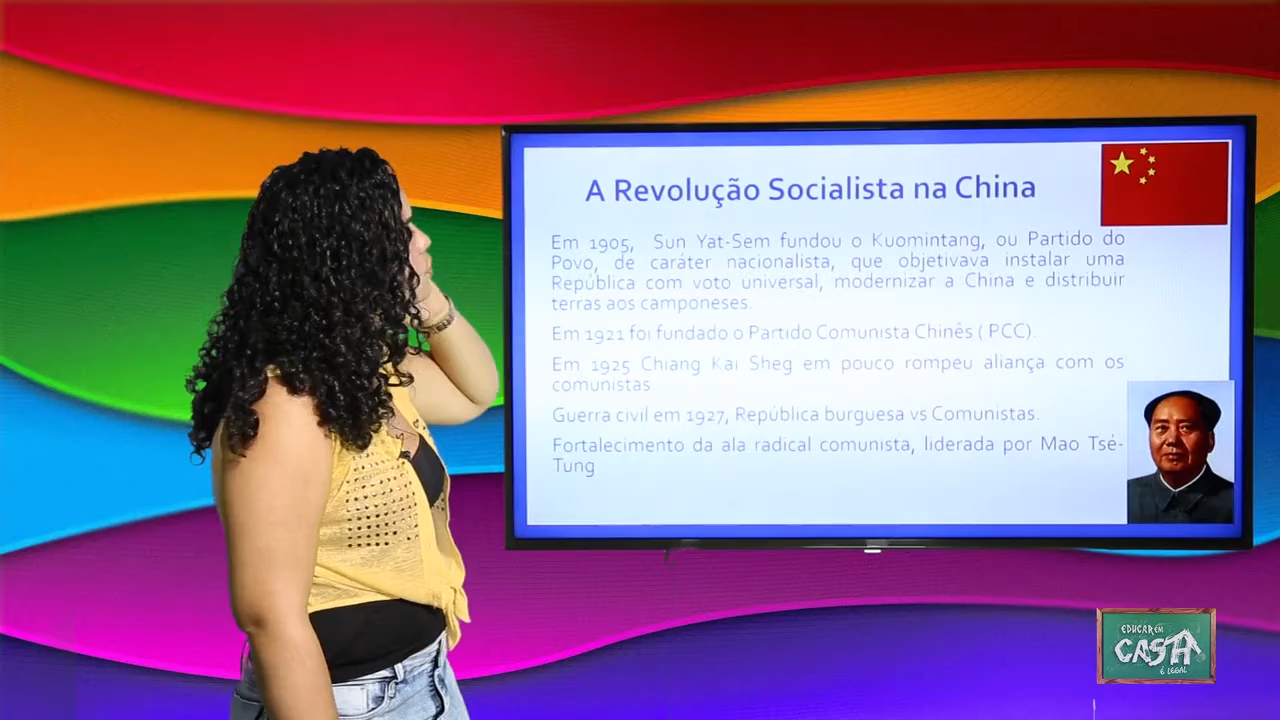 A Revolução Socialista na China
Em 1905, Sun Yat-Sem fundou o Kuomintang, ou Partido do
Povo, de caráter nacionalista, que objetivava instalar uma
República com voto universal, modernizar a China e distribuir
terras aos camponeses.
Em 1921 foi fundado o Partido Comunista Chinês ( PCC).
Em 1925 Chiang Kai Sheg em pouco rompeu aliança com os
comunistas
Guerra civil em 1927, República burguesa vs Comunistas.
Fortalecimento da ala radical comunista, liderada por Mao Tsé-
Tung
EDUCAR EM
CASA
É LEGAL